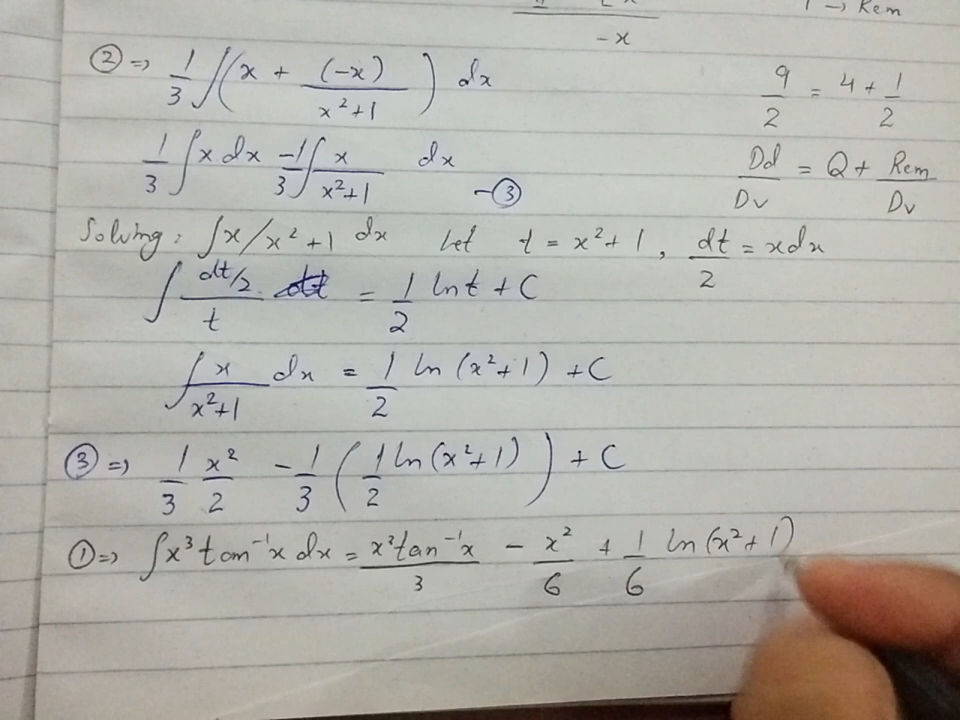 -x
1 → Rem
② => 1/3 ∫(x + (-x)/(x²+1)) dx
9/2 = 4 + 1/2
1/3 ∫x dx -1/3 ∫ x/(x²+1) dx -③
Dd/Dv = Q + Rem/Dv
Solving: ∫x/x²+1 dx Let t = x²+1, dt/2 = xdx
∫ (dt/2)/t = 1/2 ln t + C
∫ x/(x²+1) dx = 1/2 ln (x²+1) + C
③ => 1/3 x²/2 - 1/3 (1/2 ln(x²+1)) + C
① => ∫x³tan⁻¹x dx = x³tan⁻¹x/3 - x²/6 + 1/6 ln(x²+1)